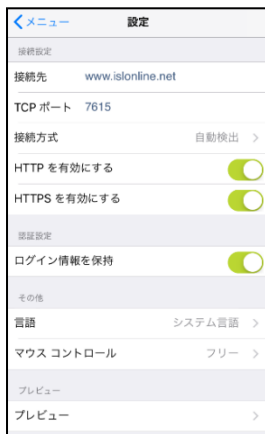 メニュー 設定
接続設定
接続先 www.islonline.net
TCP ポート 7615
接続方式 自動検出
HTTP を有効にする
HTTPS を有効にする
認証設定
ログイン情報を保持
その他
言語 システム言語
マウス コントロール フリー
プレビュー
プレビュー